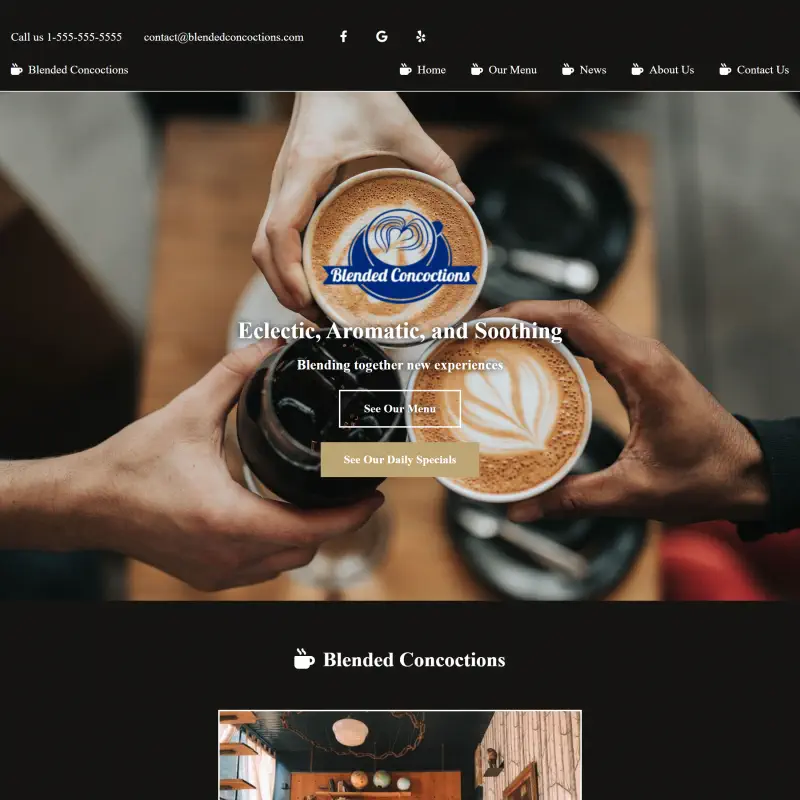 Call us 1-555-555-5555 contact@blendedconcoctions.com
Blended Concoctions Home Our Menu News About Us Contact Us
Blended Concoctions
Eclectic, Aromatic, and Soothing
Blending together new experiences
See Our Menu
See Our Daily Specials
Blended Concoctions